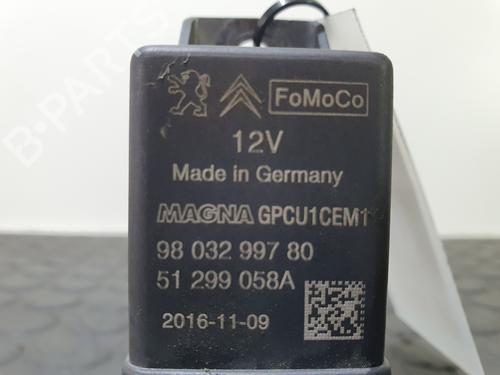 FoMoCo
12V
Made in Germany
MAGNA GPCU1CEM1
98 032 997 80
51 299 058A
2016-11-09
B-PARTS